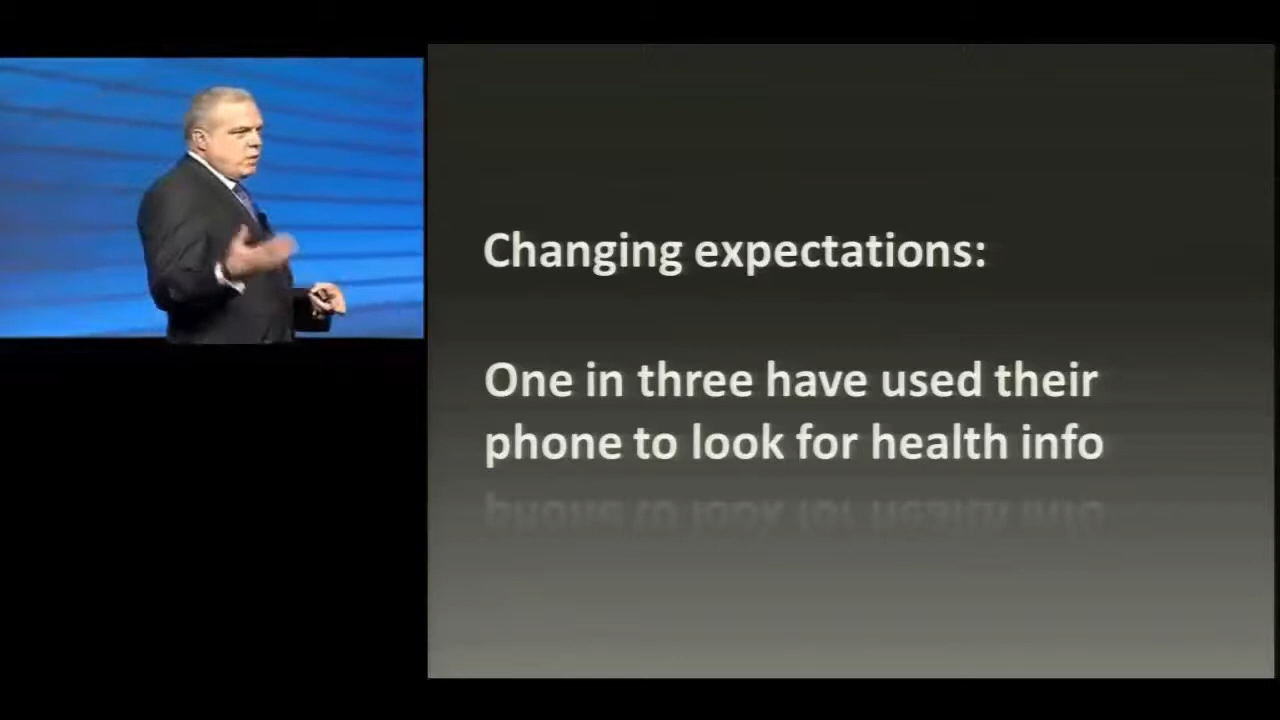 Changing expectations:
One in three have used their
phone to look for health info